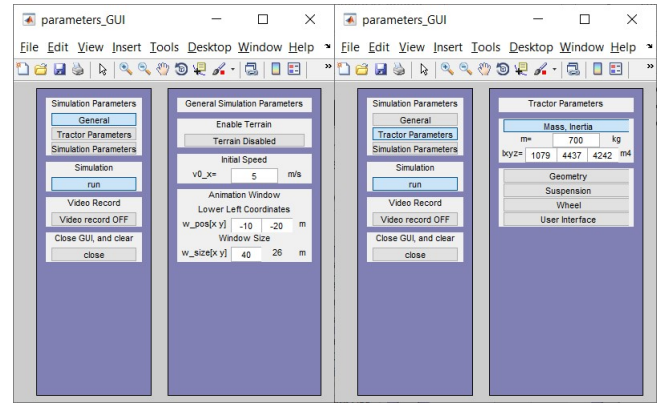 parameters_GUI
File Edit View Insert Tools Desktop Window Help
Simulation Parameters
General
Tractor Parameters
Simulation Parameters
Simulation
run
Video Record
Video record OFF
Close GUI, and clear
close
General Simulation Parameters
Enable Terrain
Terrain Disabled
Initial Speed
v0_x= 5 m/s
Animation Window
Lower Left Coordinates
w_pos[x y] -10 -20 m
Window Size
w_size[x y] 40 26 m
parameters_GUI
File Edit View Insert Tools Desktop Window Help
Simulation Parameters
General
Tractor Parameters
Simulation Parameters
Simulation
run
Video Record
Video record OFF
Close GUI, and clear
close
Tractor Parameters
Mass, Inertia
m= 700 kg
Ixyz= 1079 4437 4242 m4
Geometry
Suspension
Wheel
User Interface